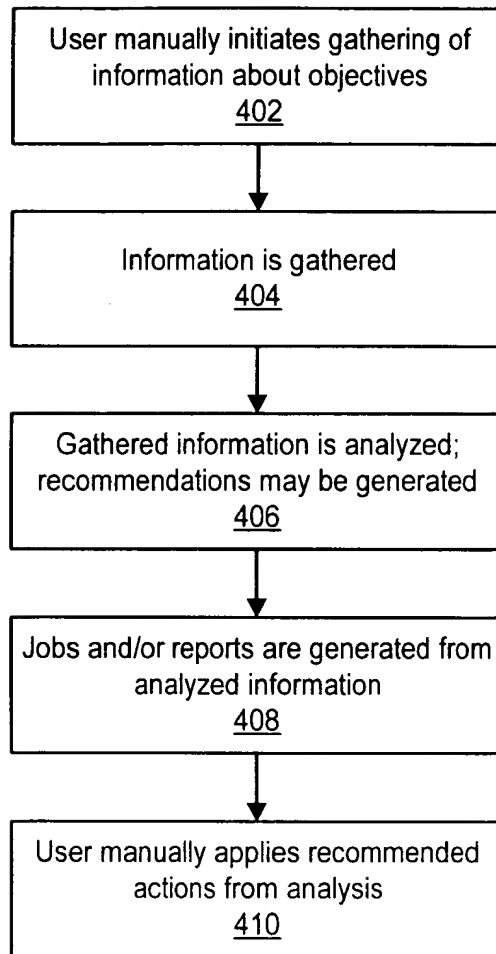 User manually initiates gathering of
information about objectives
402
Information is gathered
404
Gathered information is analyzed;
recommendations may be generated
406
Jobs and/or reports are generated from
analyzed information
408
User manually applies recommended
actions from analysis
410